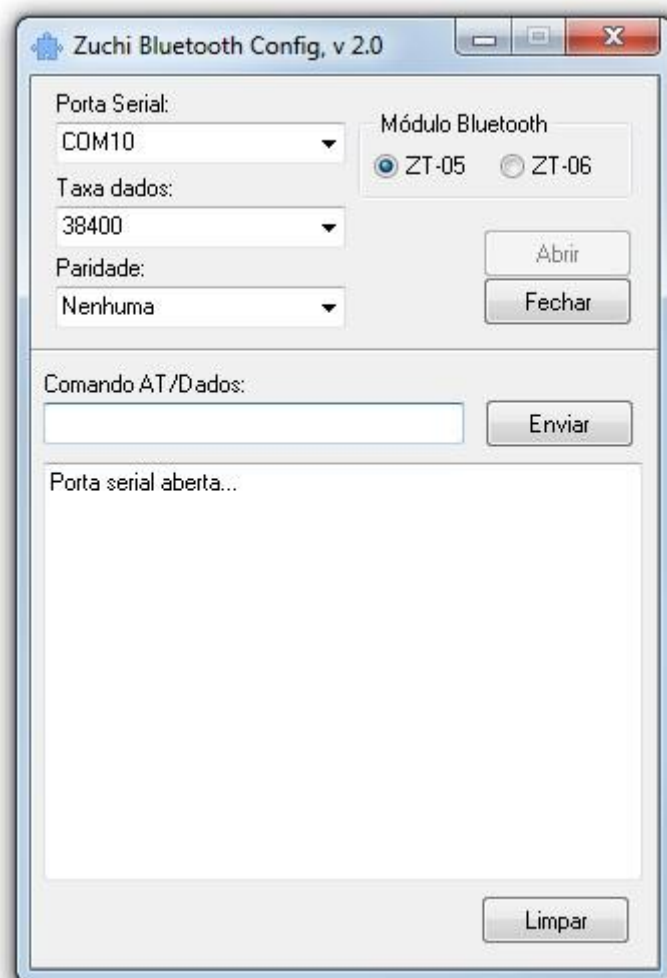 Zuchi Bluetooth Config, v 2.0
Porta Serial:
COM10
Módulo Bluetooth
ZT-05 ZT-06
Taxa dados:
38400
Abrir
Paridade:
Nenhuma
Fechar
Comando AT/Dados:
Enviar
Porta serial aberta...
Limpar